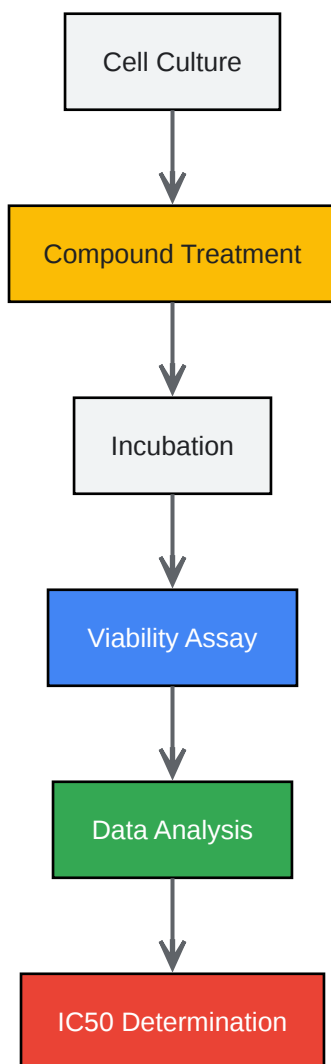 Cell Culture
Compound Treatment
Incubation
Viability Assay
Data Analysis
IC50 Determination